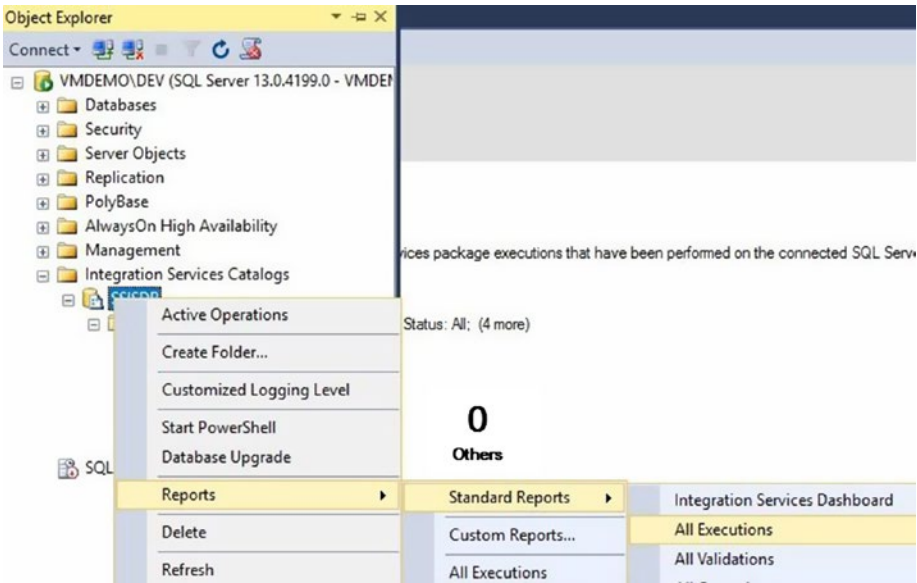 Object Explorer
Connect
VMDEMO\DEV (SQL Server 13.0.4199.0 - VMDEM
Databases
Security
Server Objects
Replication
PolyBase
AlwaysOn High Availability
Management
vices package executions that have been performed on the connected SQL Serve
Integration Services Catalogs
SSISDB
Active Operations
Status: All; (4 more)
Create Folder...
Customized Logging Level
Start PowerShell
0
Database Upgrade
Others
SQL
Reports
Standard Reports
Integration Services Dashboard
Delete
Custom Reports...
All Executions
Refresh
All Executions
All Validations